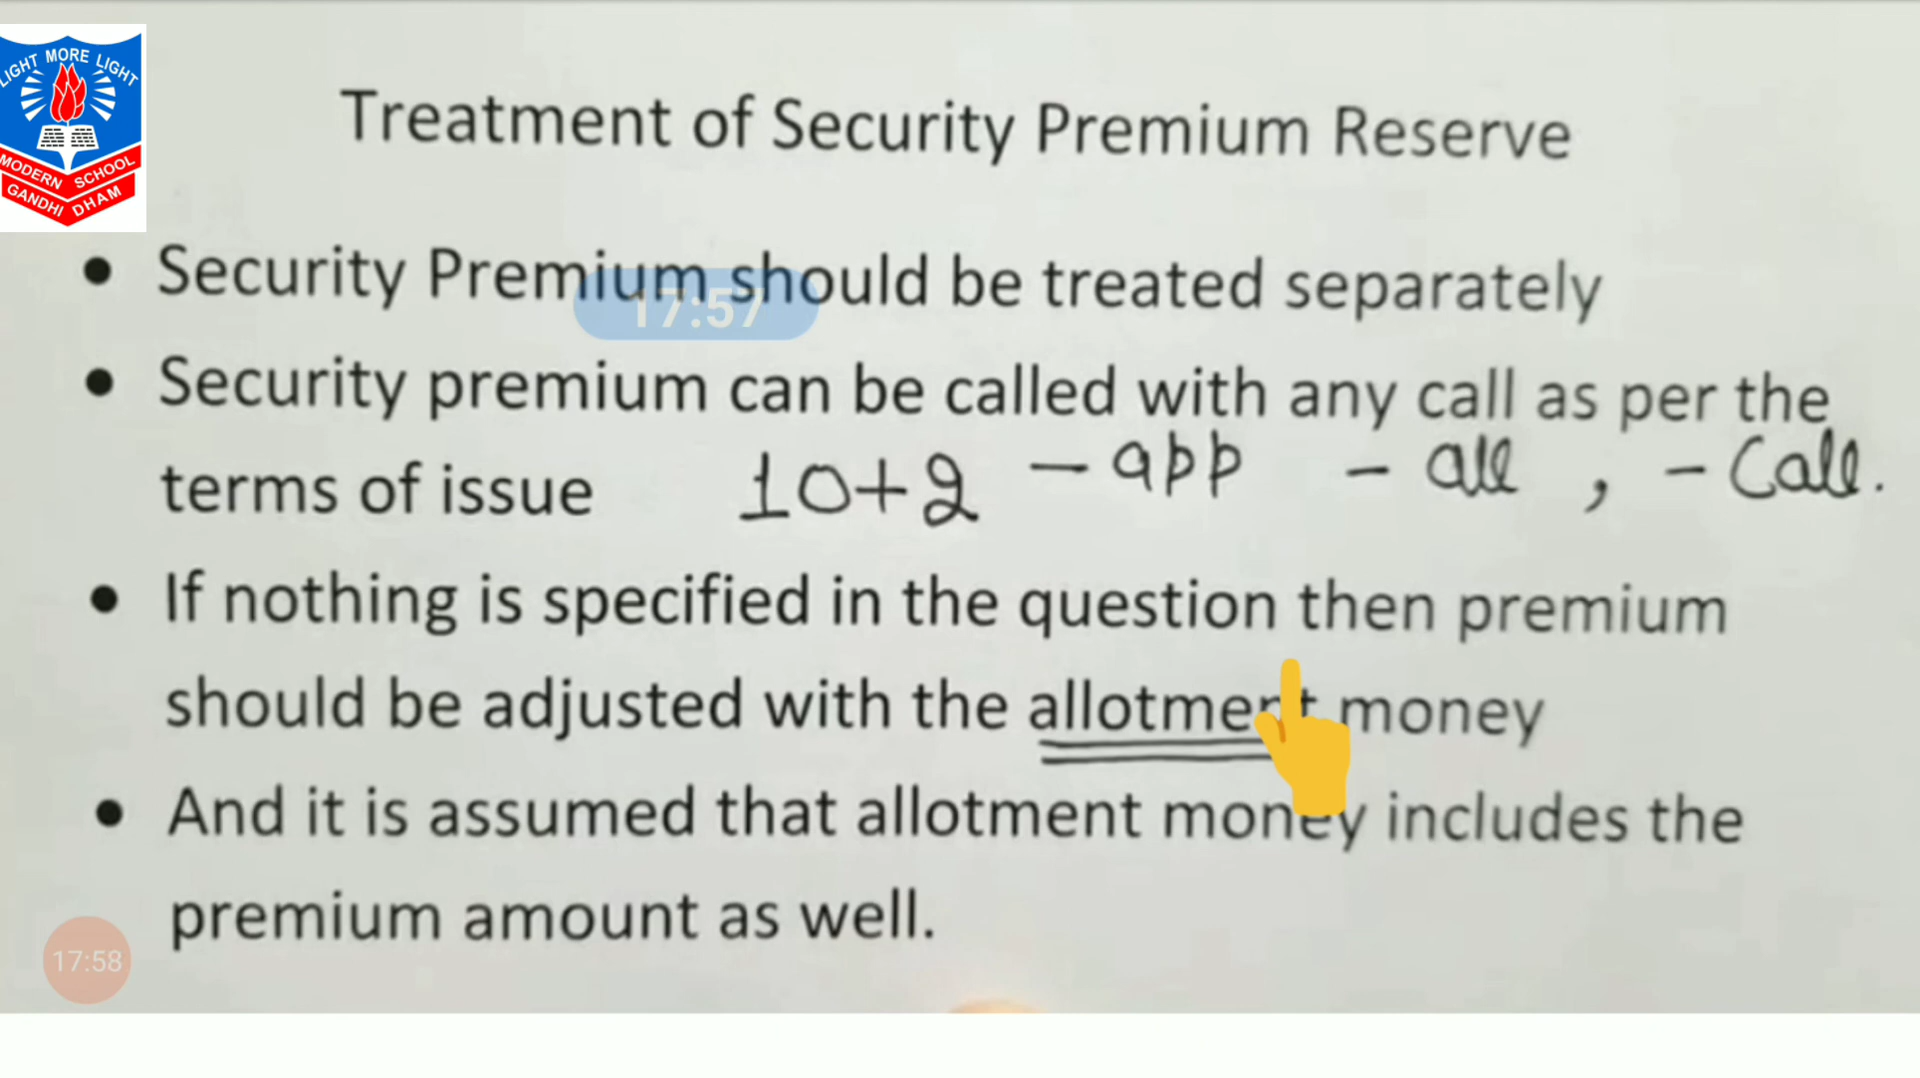 LIGHT MORE LIGHT
MODERN SCHOOL
GANDHI DHAM
Treatment of Security Premium Reserve
• Security Premium should be treated separately
17:57
• Security premium can be called with any call as per the
terms of issue 10+2 - app - all , - Call.
• If nothing is specified in the question then premium
should be adjusted with the allotment money
• And it is assumed that allotment money includes the
premium amount as well.
17:58